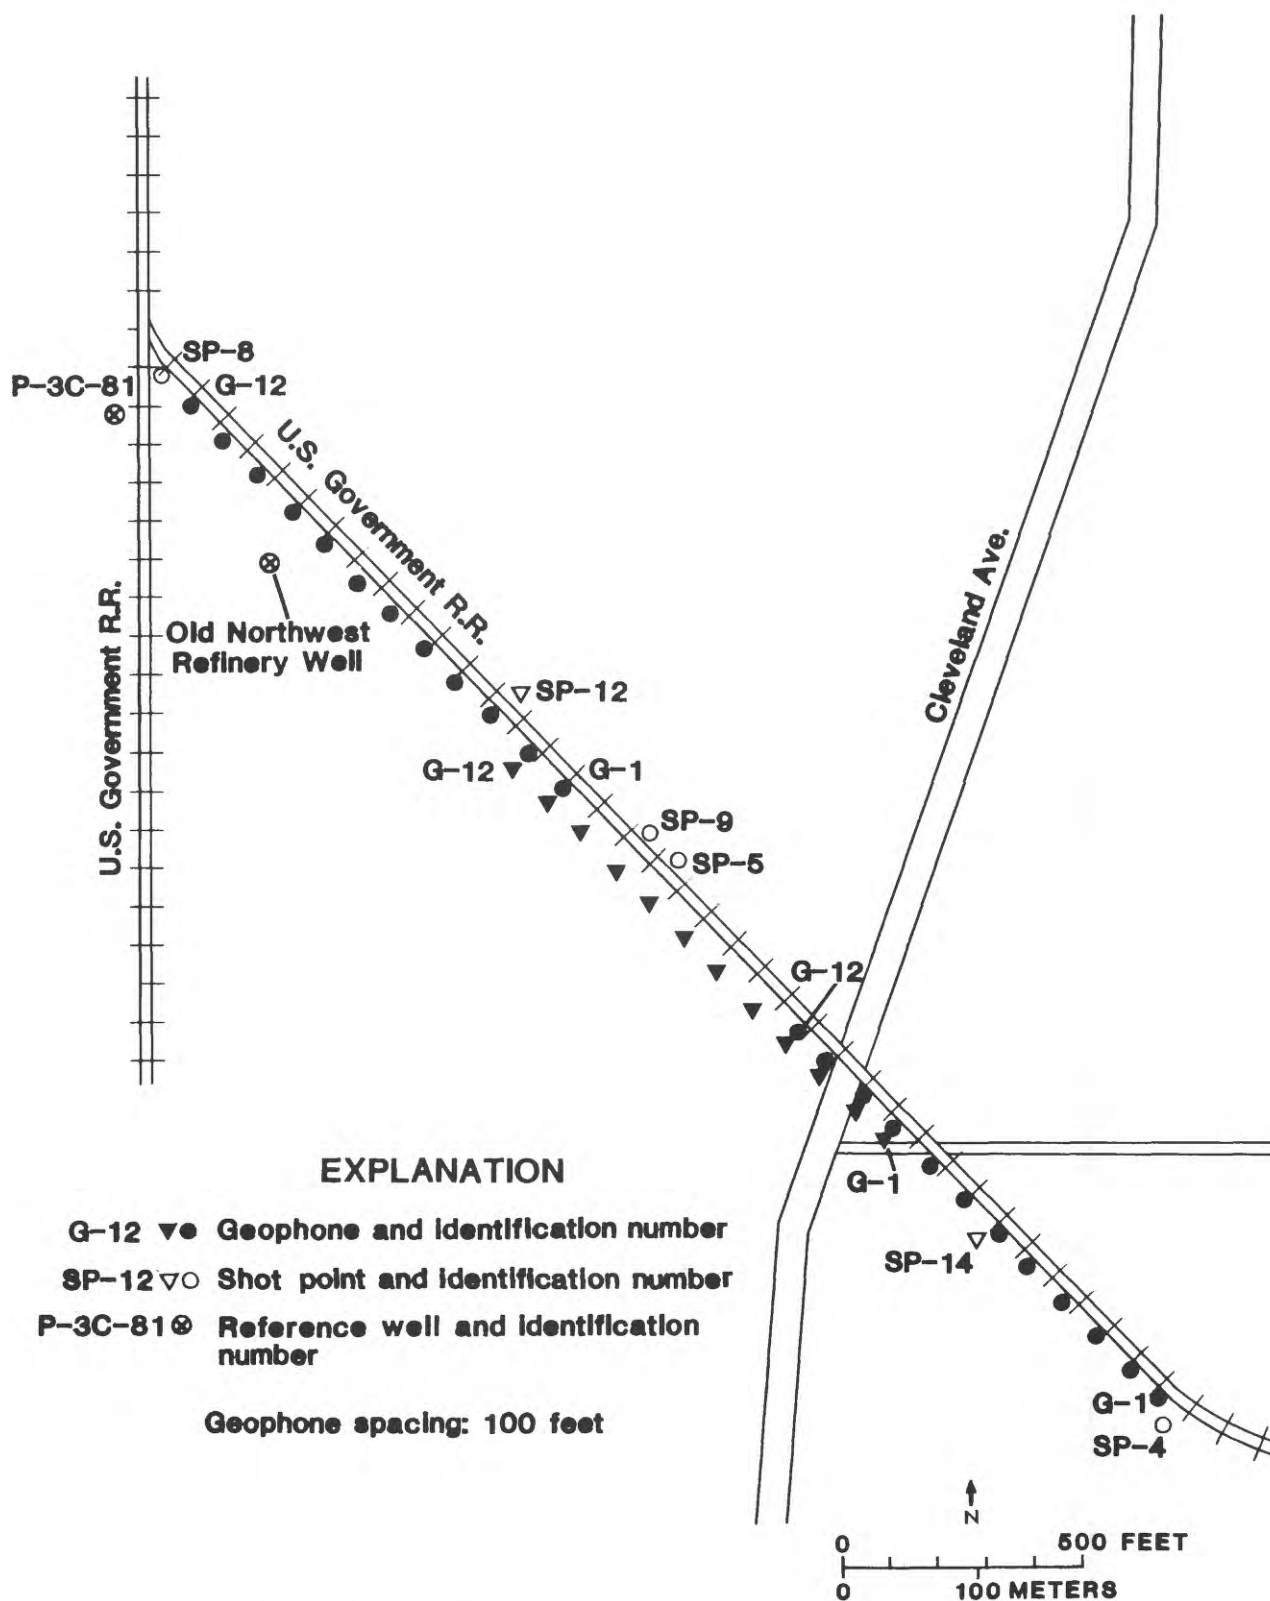 SP-8
P-3C-81
G-12
U.S. Government R.R.
Cleveland Ave.
U.S. Government R.R.
Old Northwest
Refinery Well
SP-12
G-12
G-1
SP-9
SP-5
G-12
G-1
SP-14
G-1
SP-4
EXPLANATION
G-12 Geophone and identification number
SP-12 Shot point and identification number
P-3C-81 Reference well and identification
number
Geophone spacing: 100 feet
N
0 500 FEET
0 100 METERS